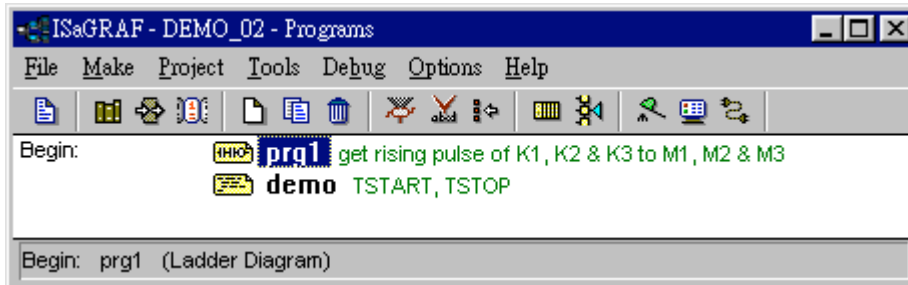 ISaGRAF - DEMO_02 - Programs
File Make Project Tools Debug Options Help
Begin: prg1 get rising pulse of K1, K2 & K3 to M1, M2 & M3
demo TSTART, TSTOP
Begin: prg1 (Ladder Diagram)